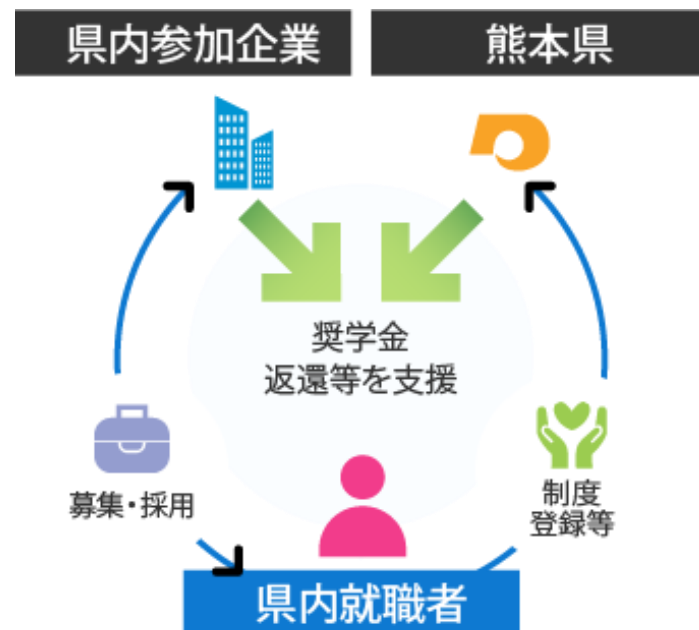 県内参加企業
熊本県
奨学金
返還等を支援
募集・採用
制度
登録等
県内就職者